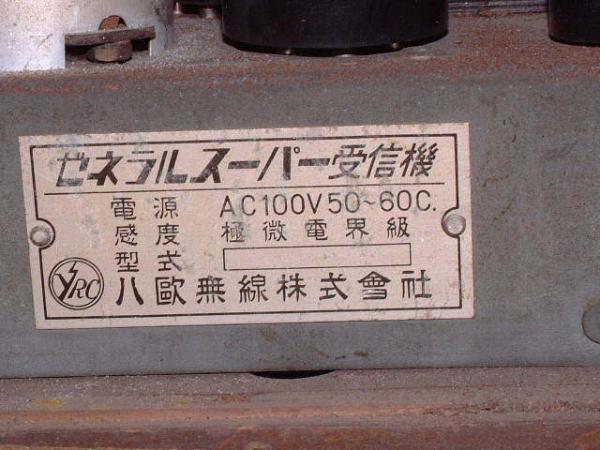 ゼネラルスーパー受信機
電源 AC100V50~60C.
感度 極微電界級
型式
YRC 八歐無線株式會社